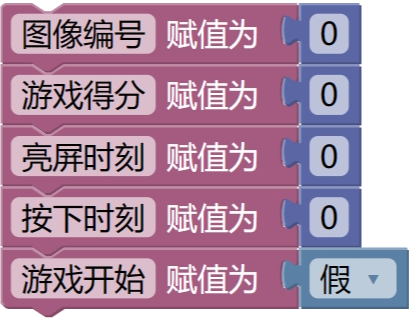 图像编号 赋值为 0
游戏得分 赋值为 0
亮屏时刻 赋值为 0
按下时刻 赋值为 0
游戏开始 赋值为 假